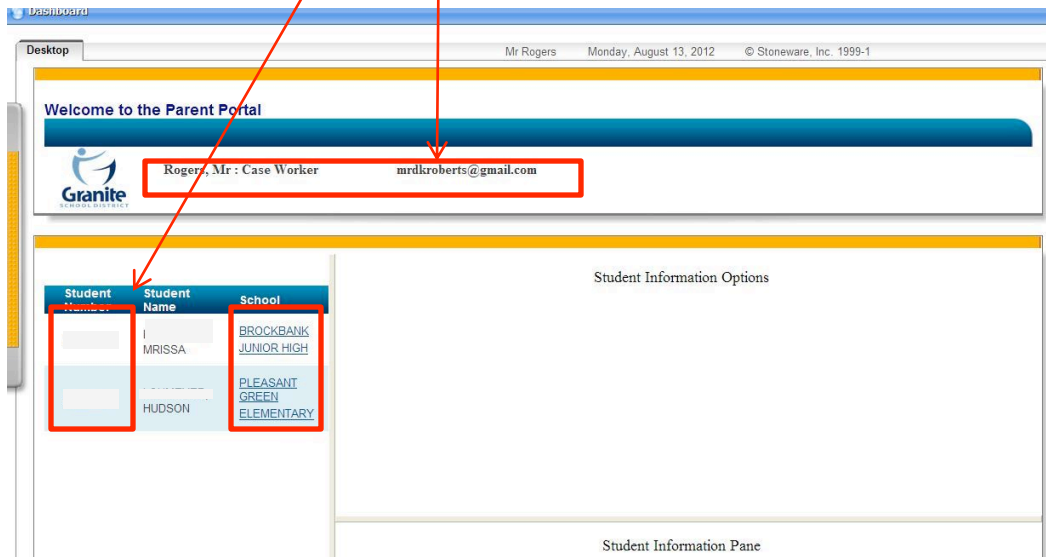 Dashboard
Desktop
Mr Rogers Monday, August 13, 2012 © Stoneware, Inc. 1999-1
Welcome to the Parent Portal
Granite
SCHOOL DISTRICT
Rogers, Mr : Case Worker mrdkroberts@gmail.com
Student Information Options
Student Number Student Name School
MRISSA BROCKBANK JUNIOR HIGH
HUDSON PLEASANT GREEN ELEMENTARY
Student Information Pane